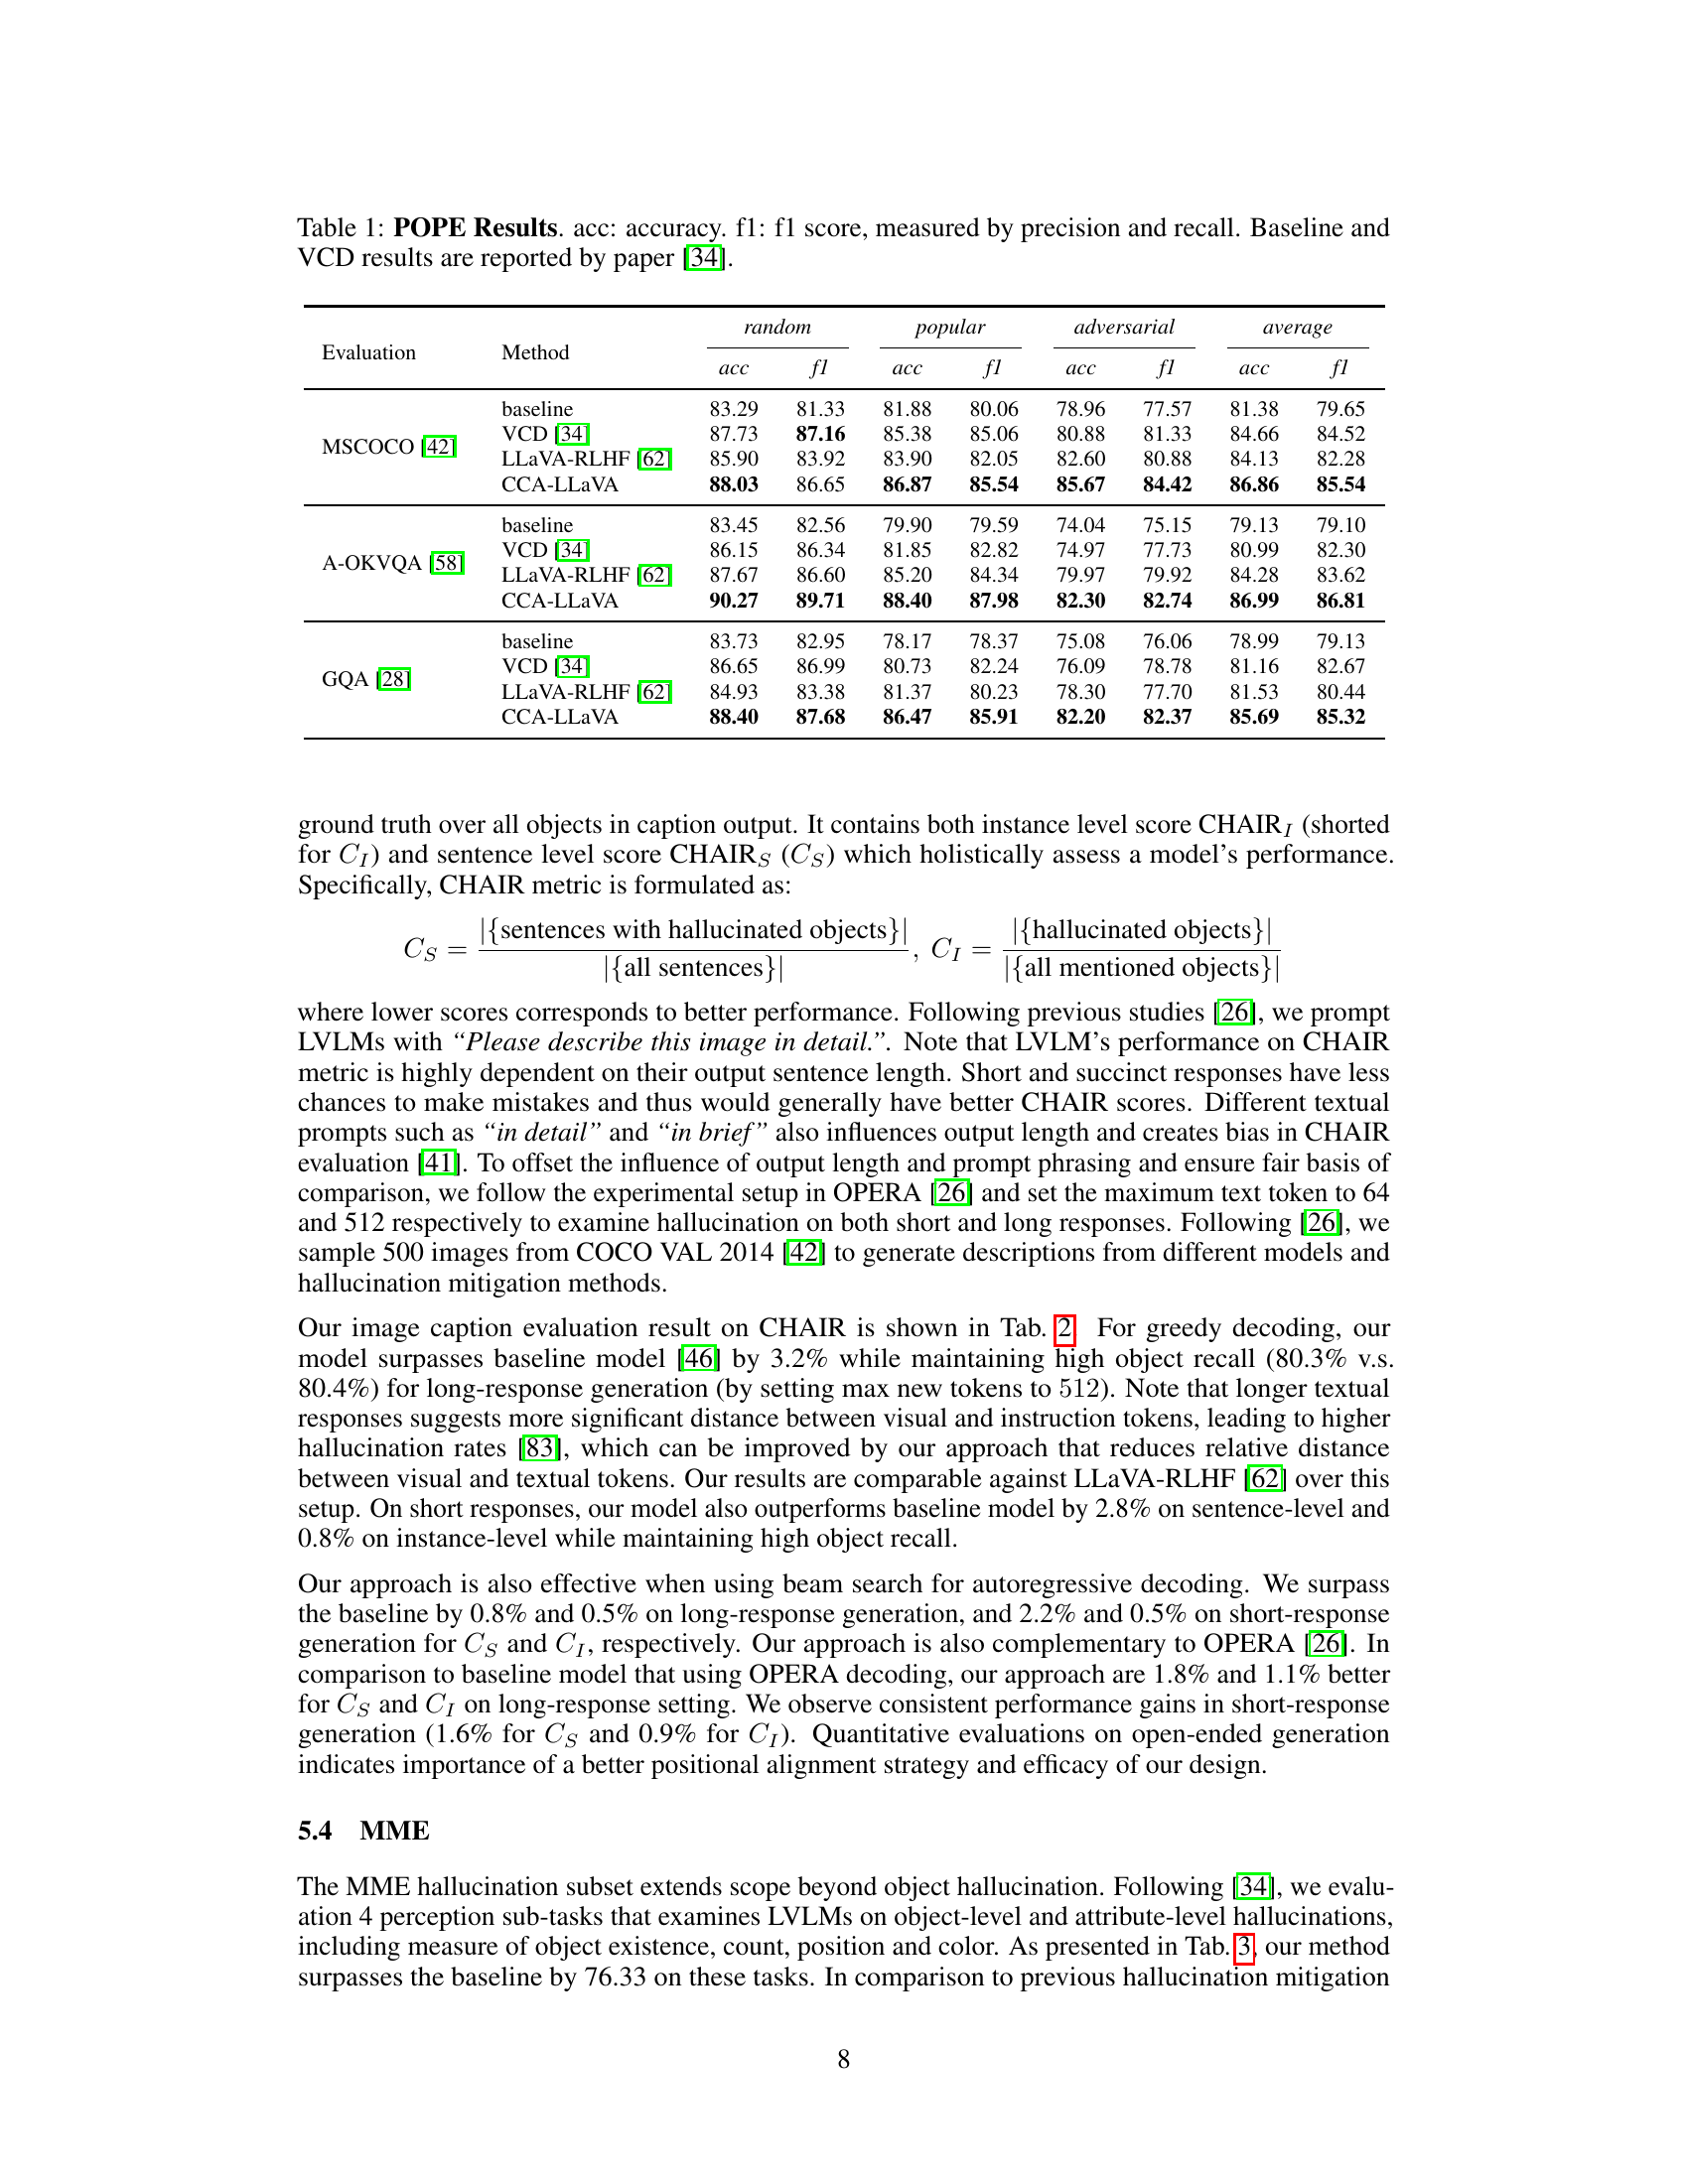 Table 1: POPE Results. acc: accuracy. f1: f1 score, measured by precision and recall. Baseline and
VCD results are reported by paper [34].
random popular adversarial average
Evaluation Method
acc f1 acc f1 acc f1 acc f1
baseline 83.29 81.33 81.88 80.06 78.96 77.57 81.38 79.65
VCD [34] 87.73 87.16 85.38 85.06 80.88 81.33 84.66 84.52
MSCOCO [42]
LLaVA-RLHF [62] 85.90 83.92 83.90 82.05 82.60 80.88 84.13 82.28
CCA-LLaVA 88.03 86.65 86.87 85.54 85.67 84.42 86.86 85.54
baseline 83.45 82.56 79.90 79.59 74.04 75.15 79.13 79.10
VCD [34] 86.15 86.34 81.85 82.82 74.97 77.73 80.99 82.30
A-OKVQA [58]
LLaVA-RLHF [62] 87.67 86.60 85.20 84.34 79.97 79.92 84.28 83.62
CCA-LLaVA 90.27 89.71 88.40 87.98 82.30 82.74 86.99 86.81
baseline 83.73 82.95 78.17 78.37 75.08 76.06 78.99 79.13
VCD [34] 86.65 86.99 80.73 82.24 76.09 78.78 81.16 82.67
GQA [28]
LLaVA-RLHF [62] 84.93 83.38 81.37 80.23 78.30 77.70 81.53 80.44
CCA-LLaVA 88.40 87.68 86.47 85.91 82.20 82.37 85.69 85.32
ground truth over all objects in caption output. It contains both instance level score CHAIR_I (shorted
for C_I) and sentence level score CHAIR_S (C_S) which holistically assess a model's performance.
Specifically, CHAIR metric is formulated as:
C_S = |{sentences with hallucinated objects}| / |{all sentences}|, C_I = |{hallucinated objects}| / |{all mentioned objects}|
where lower scores corresponds to better performance. Following previous studies [26], we prompt
LVLMs with “Please describe this image in detail.”. Note that LVLM's performance on CHAIR
metric is highly dependent on their output sentence length. Short and succinct responses have less
chances to make mistakes and thus would generally have better CHAIR scores. Different textual
prompts such as “in detail” and “in brief” also influences output length and creates bias in CHAIR
evaluation [41]. To offset the influence of output length and prompt phrasing and ensure fair basis of
comparison, we follow the experimental setup in OPERA [26] and set the maximum text token to 64
and 512 respectively to examine hallucination on both short and long responses. Following [26], we
sample 500 images from COCO VAL 2014 [42] to generate descriptions from different models and
hallucination mitigation methods.
Our image caption evaluation result on CHAIR is shown in Tab. 2 For greedy decoding, our
model surpasses baseline model [46] by 3.2% while maintaining high object recall (80.3% v.s.
80.4%) for long-response generation (by setting max new tokens to 512). Note that longer textual
responses suggests more significant distance between visual and instruction tokens, leading to higher
hallucination rates [83], which can be improved by our approach that reduces relative distance
between visual and textual tokens. Our results are comparable against LLaVA-RLHF [62] over this
setup. On short responses, our model also outperforms baseline model by 2.8% on sentence-level and
0.8% on instance-level while maintaining high object recall.
Our approach is also effective when using beam search for autoregressive decoding. We surpass
the baseline by 0.8% and 0.5% on long-response generation, and 2.2% and 0.5% on short-response
generation for C_S and C_I, respectively. Our approach is also complementary to OPERA [26]. In
comparison to baseline model that using OPERA decoding, our approach are 1.8% and 1.1% better
for C_S and C_I on long-response setting. We observe consistent performance gains in short-response
generation (1.6% for C_S and 0.9% for C_I). Quantitative evaluations on open-ended generation
indicates importance of a better positional alignment strategy and efficacy of our design.
5.4 MME
The MME hallucination subset extends scope beyond object hallucination. Following [34], we evalu-
ation 4 perception sub-tasks that examines LVLMs on object-level and attribute-level hallucinations,
including measure of object existence, count, position and color. As presented in Tab. 3, our method
surpasses the baseline by 76.33 on these tasks. In comparison to previous hallucination mitigation
8